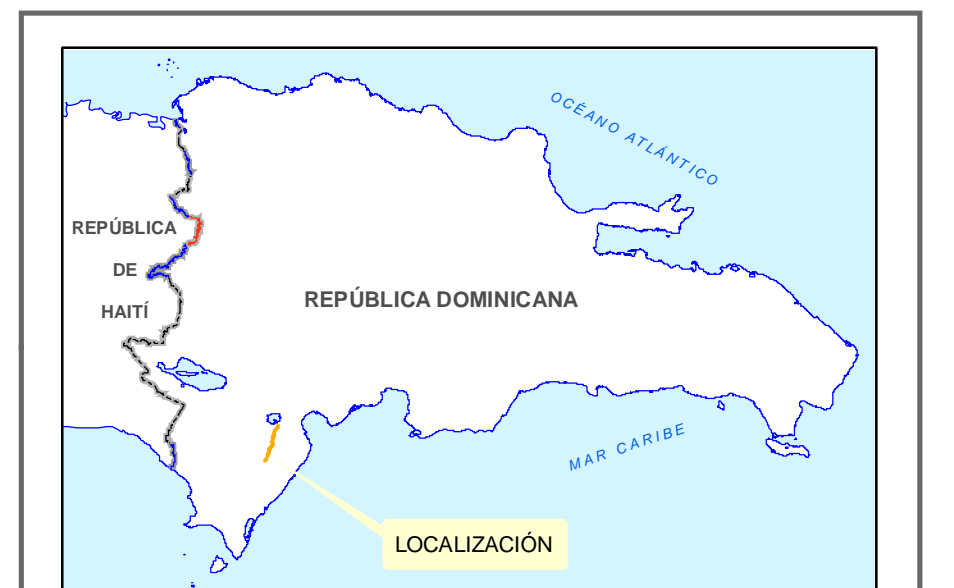 OCÉANO ATLÁNTICO
REPÚBLICA
DE
HAITÍ
REPÚBLICA DOMINICANA
MAR CARIBE
LOCALIZACIÓN